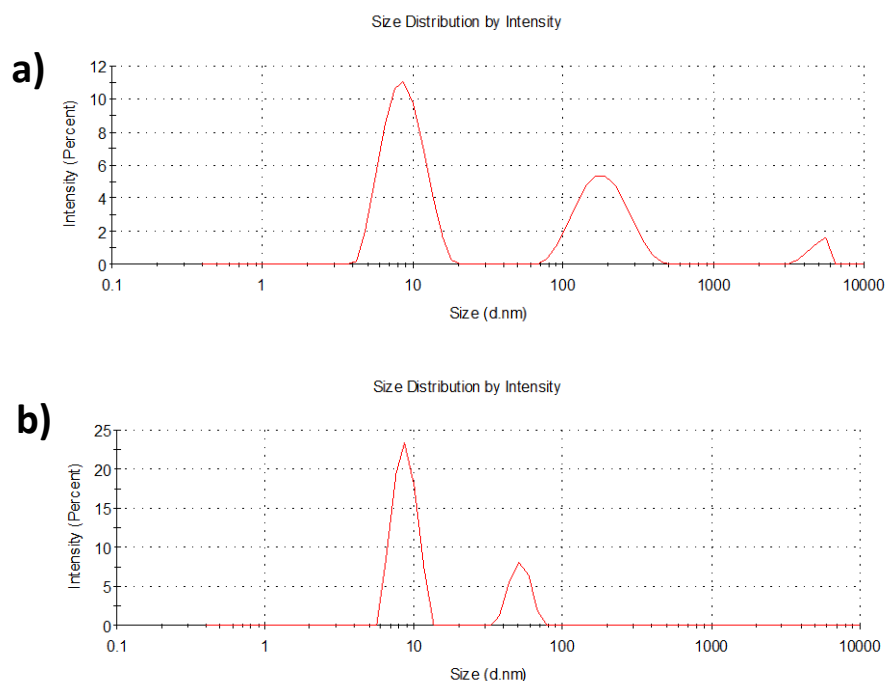 Size Distribution by Intensity
a)
12
10
8
6
4
2
0
Intensity (Percent)
0.1 1 10 100 1000 10000
Size (d.nm)
Size Distribution by Intensity
b)
25
20
15
10
5
0
Intensity (Percent)
0.1 1 10 100 1000 10000
Size (d.nm)